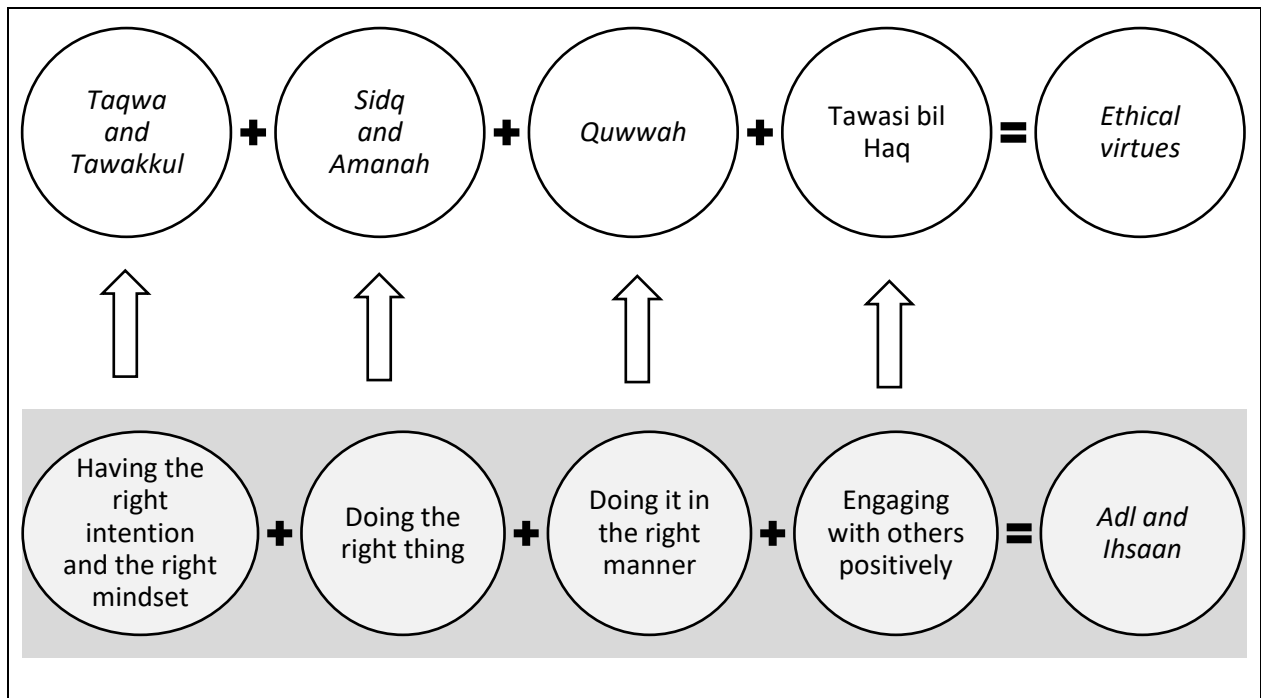 Taqwa
and
Tawakkul
+
Sidq
and
Amanah
+
Quwwah
+
Tawasi bil
Haq
=
Ethical
virtues
Having the
right
intention
and the right
mindset
+
Doing the
right thing
+
Doing it in
the right
manner
+
Engaging
with others
positively
=
Adl and
Ihsaan